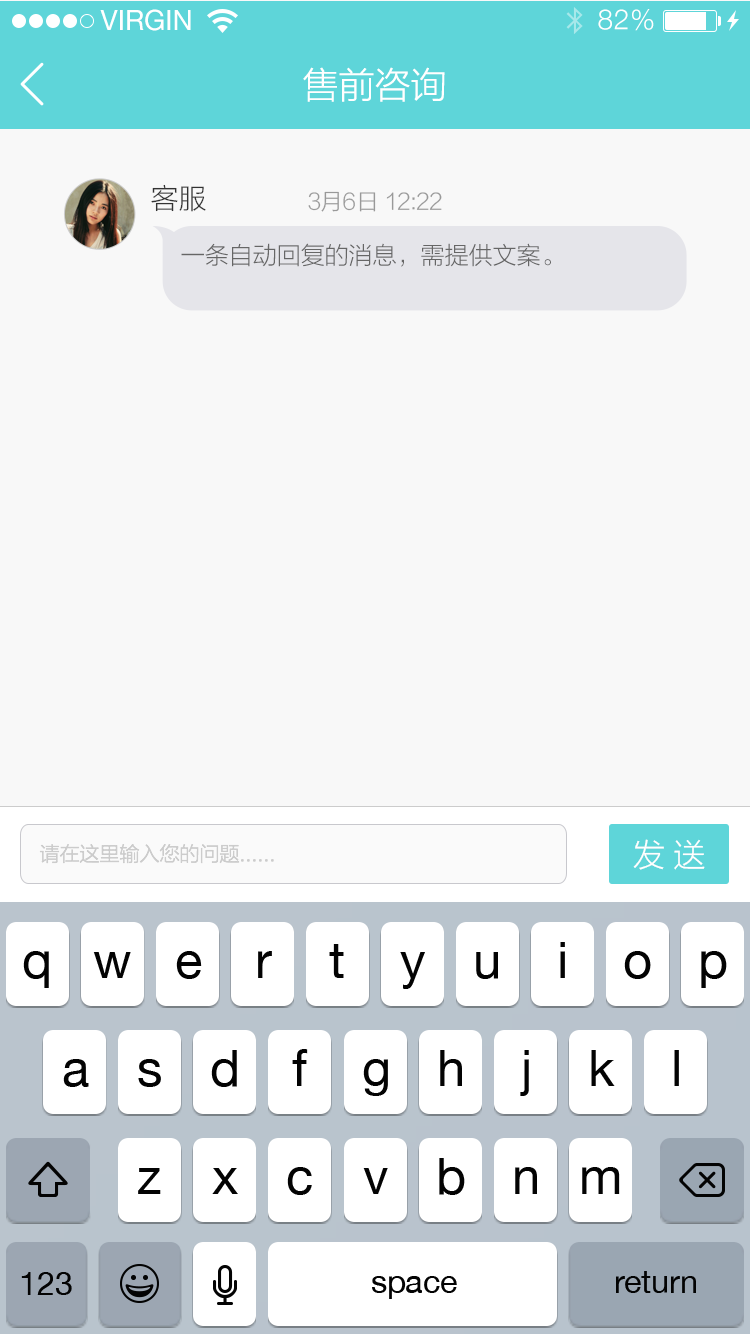 VIRGIN 82%
售前咨询
客服 3月6日 12:22
一条自动回复的消息，需提供文案。
请在这里输入您的问题......
发送
q w e r t y u i o p
a s d f g h j k l
z x c v b n m
123 space return